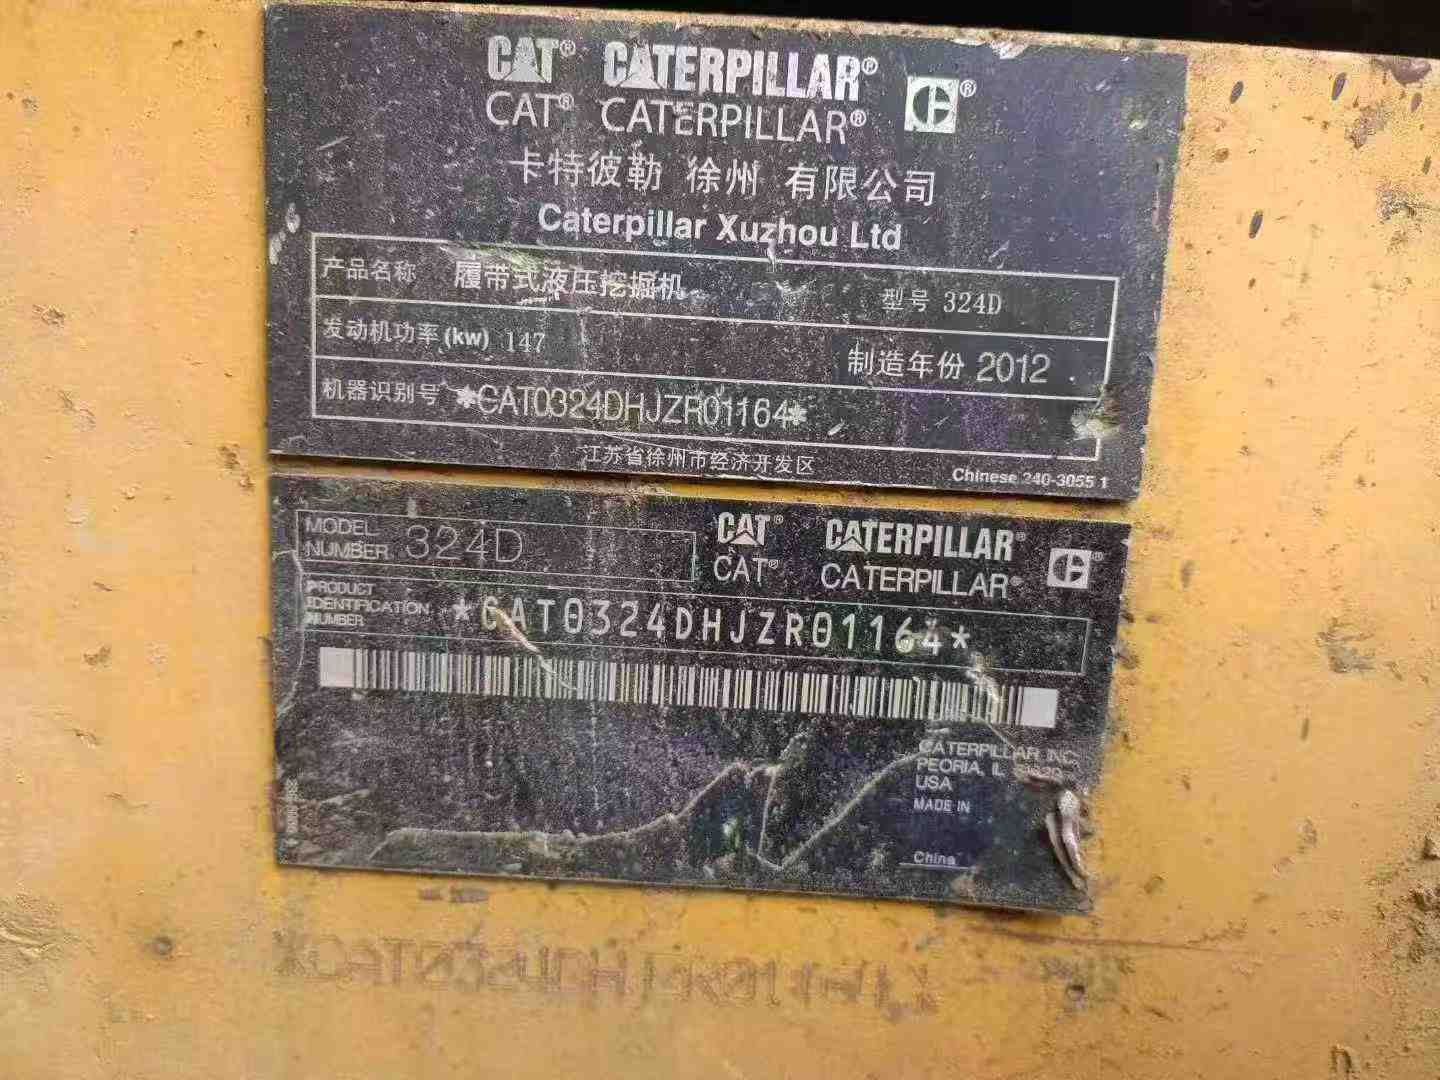 CAT® CATERPILLAR®
CAT® CATERPILLAR®
卡特彼勒 徐州 有限公司
Caterpillar Xuzhou Ltd
产品名称 履带式液压挖掘机 型号 324D
发动机功率(kw) 147 制造年份 2012
机器识别号 *CAT0324DHJZR01164*
江苏省徐州市经济开发区
Chinese 240-3055 1
MODEL NUMBER 324D
CAT® CATERPILLAR®
CAT® CATERPILLAR®
PRODUCT
IDENTIFICATION
NUMBER
*CAT0324DHJZR01164*
CATERPILLAR INC.
PEORIA, IL
USA
MADE IN
China